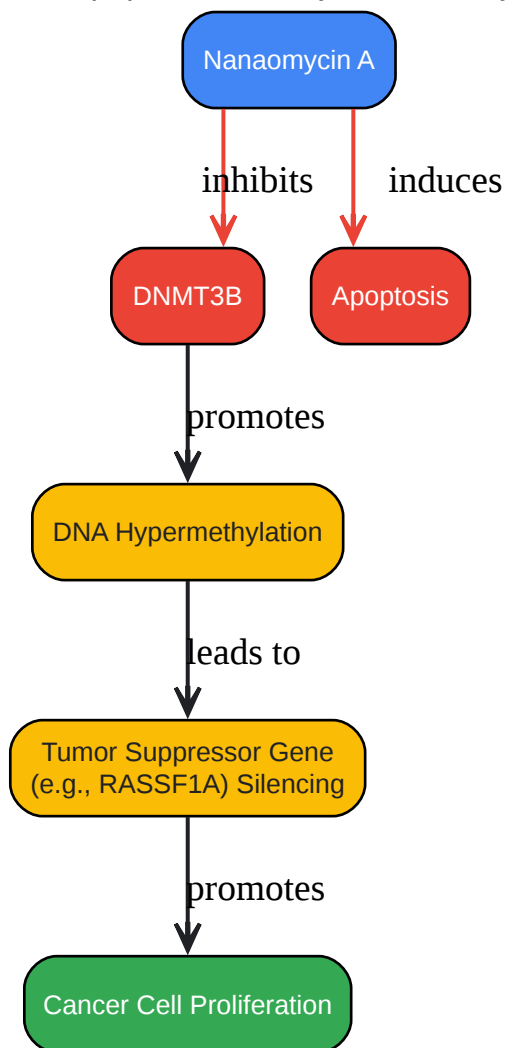 Nanaomycin A
inhibits
induces
DNMT3B
Apoptosis
promotes
DNA Hypermethylation
leads to
Tumor Suppressor Gene
(e.g., RASSF1A) Silencing
promotes
Cancer Cell Proliferation